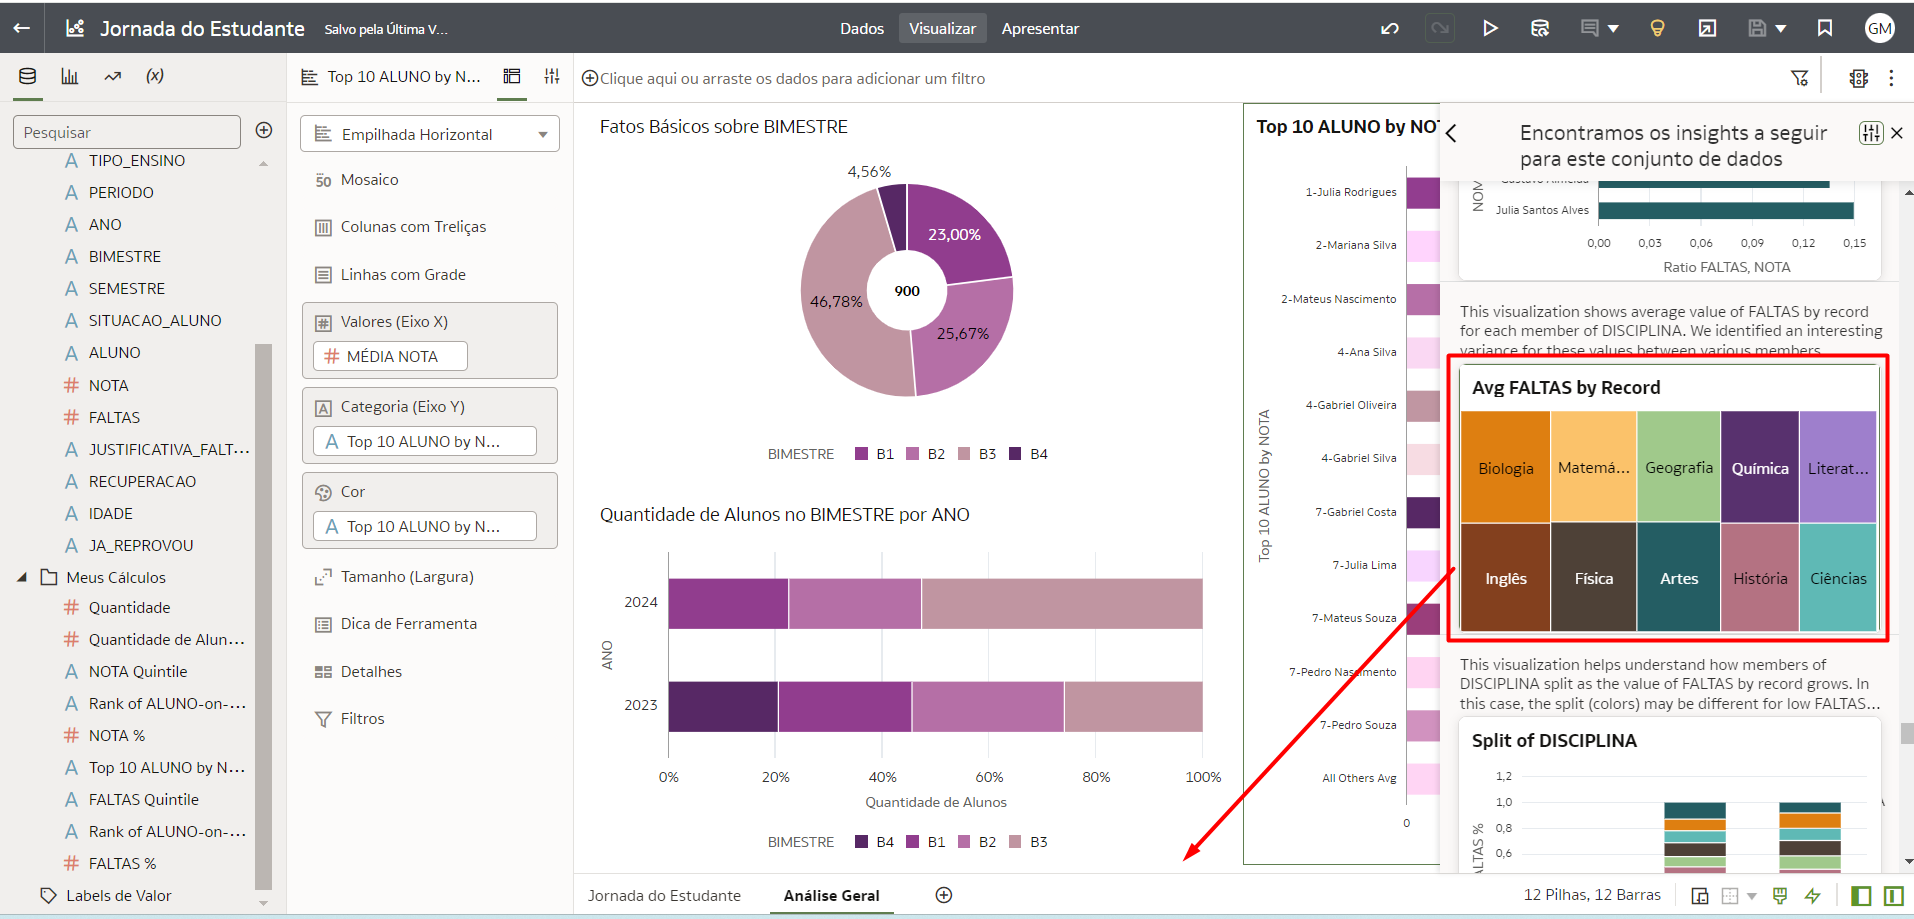 Jornada do Estudante
Salvo pela Última V...
Dados
Visualizar
Apresentar
GM
(x)
Top 10 ALUNO by N...
Clique aqui ou arraste os dados para adicionar um filtro
Pesquisar
A TIPO_ENSINO
A PERIODO
A ANO
A BIMESTRE
A SEMESTRE
A SITUACAO_ALUNO
A ALUNO
# NOTA
# FALTAS
A JUSTIFICATIVA_FALT...
A RECUPERACAO
A IDADE
A JA_REPROVOU
Meus Cálculos
# Quantidade
# Quantidade de Alun...
A NOTA Quintile
A Rank of ALUNO-on-...
# NOTA %
A Top 10 ALUNO by N...
A FALTAS Quintile
A Rank of ALUNO-on-...
# FALTAS %
Labels de Valor
Empilhada Horizontal
50 Mosaico
Colunas com Treliças
Linhas com Grade
# Valores (Eixo X)
# MÉDIA NOTA
A Categoria (Eixo Y)
A Top 10 ALUNO by N...
Cor
A Top 10 ALUNO by N...
Tamanho (Largura)
Dica de Ferramenta
Detalhes
Filtros
Fatos Básicos sobre BIMESTRE
4,56%
23,00%
46,78%
900
25,67%
BIMESTRE B1 B2 B3 B4
Quantidade de Alunos no BIMESTRE por ANO
ANO
2024
2023
0% 20% 40% 60% 80% 100%
Quantidade de Alunos
BIMESTRE B4 B1 B2 B3
Top 10 ALUNO by NOT
Top 10 ALUNO by NOTA
1-Julia Rodrigues
2-Mariana Silva
2-Mateus Nascimento
4-Ana Silva
4-Gabriel Oliveira
4-Gabriel Silva
7-Gabriel Costa
7-Julia Lima
7-Mateus Souza
7-Pedro Nascimento
7-Pedro Souza
All Others Avg
0
Encontramos os insights a seguir
para este conjunto de dados
NOM
Gustavo Almeida
Julia Santos Alves
0,00 0,03 0,06 0,09 0,12 0,15
Ratio FALTAS, NOTA
This visualization shows average value of FALTAS by record
for each member of DISCIPLINA. We identified an interesting
variance for these values between various members.
Avg FALTAS by Record
Biologia Matemá... Geografia Química Literat...
Inglês Física Artes História Ciências
This visualization helps understand how members of
DISCIPLINA split as the value of FALTAS by record grows. In
this case, the split (colors) may be different for low FALTAS...
Split of DISCIPLINA
1,2
1,0
0,8
0,6
ALTAS %
Jornada do Estudante
Análise Geral
12 Pilhas, 12 Barras